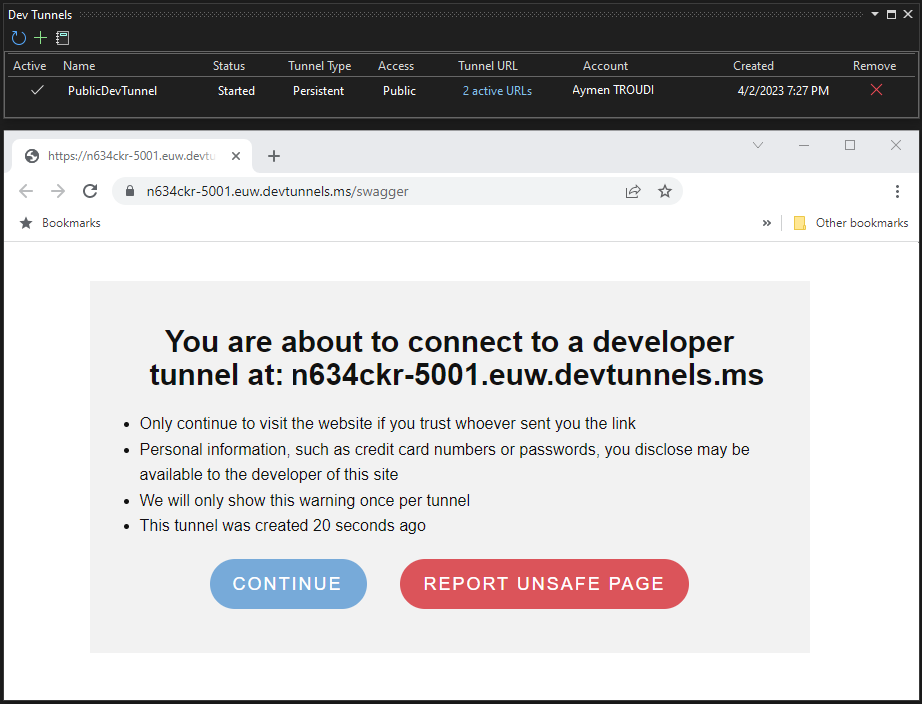 Dev Tunnels
Active Name Status Tunnel Type Access Tunnel URL Account Created Remove
PublicDevTunnel Started Persistent Public 2 active URLs Aymen TROUDI 4/2/2023 7:27 PM
https://n634ckr-5001.euw.devtu
n634ckr-5001.euw.devtunnels.ms/swagger
Bookmarks » Other bookmarks
You are about to connect to a developer
tunnel at: n634ckr-5001.euw.devtunnels.ms
• Only continue to visit the website if you trust whoever sent you the link
• Personal information, such as credit card numbers or passwords, you disclose may be
available to the developer of this site
• We will only show this warning once per tunnel
• This tunnel was created 20 seconds ago
CONTINUE REPORT UNSAFE PAGE